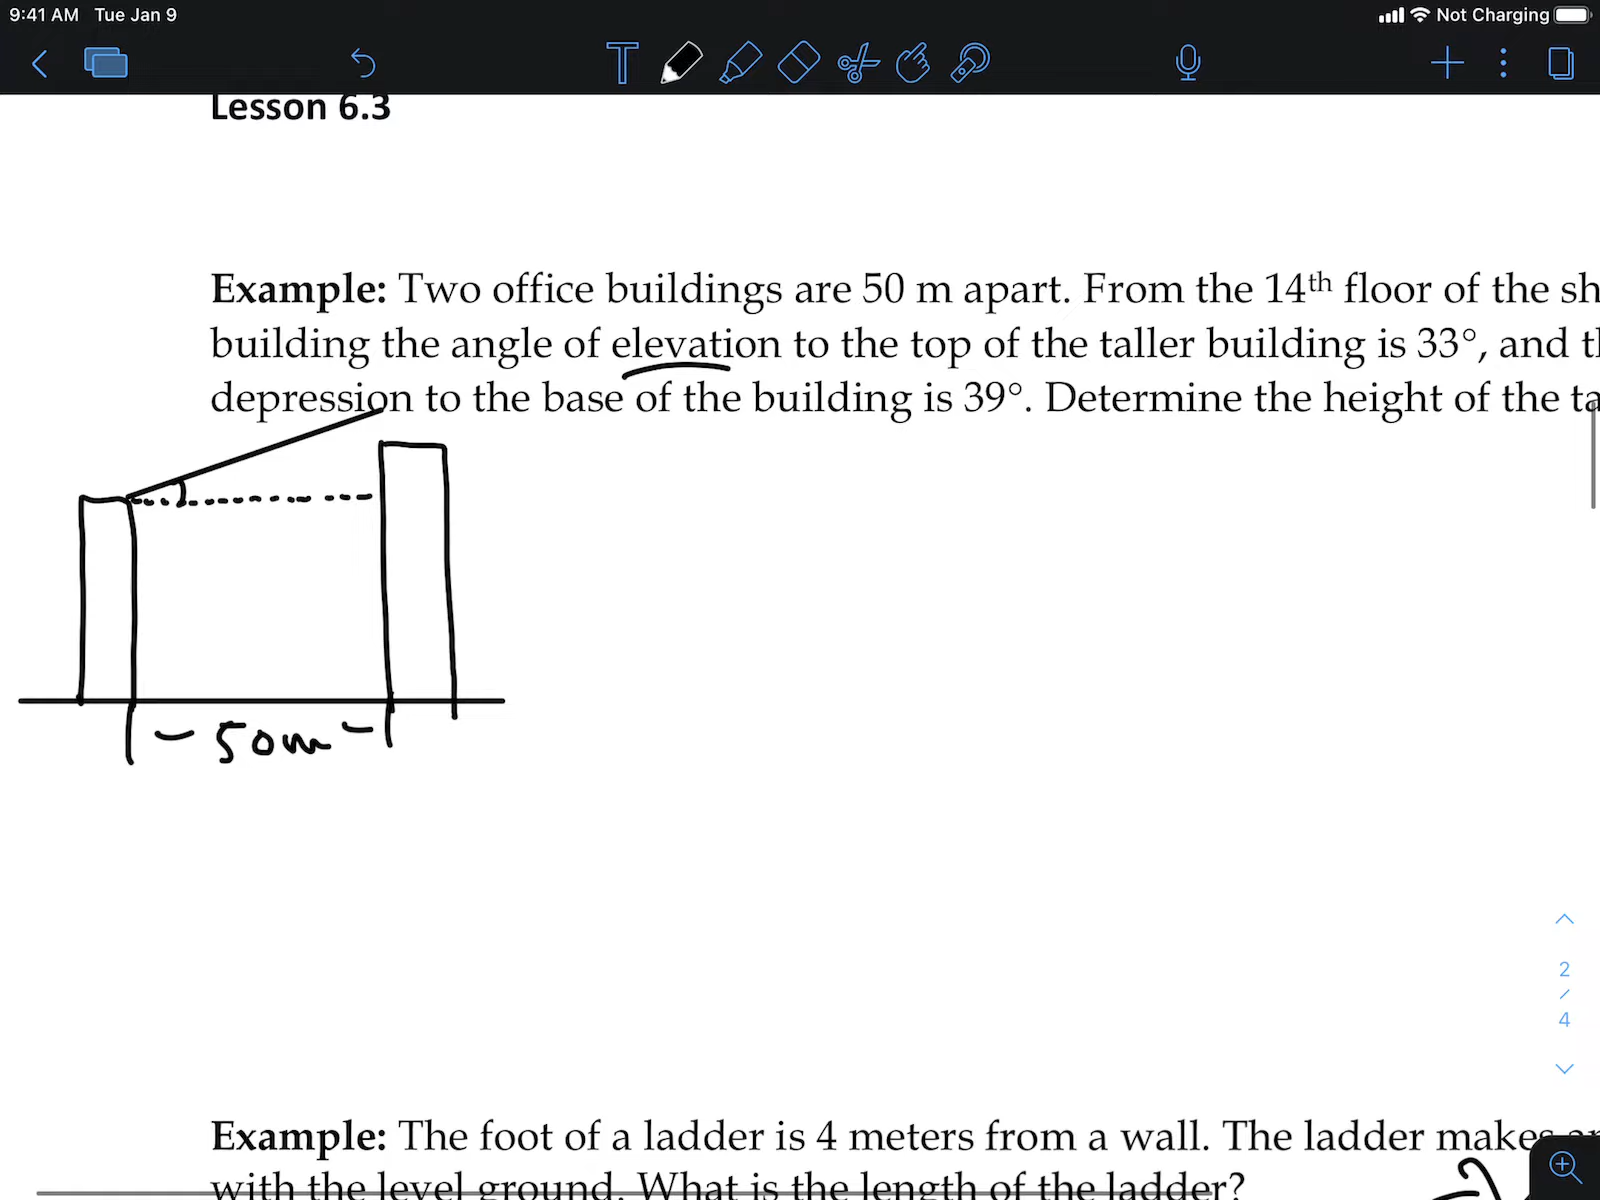 9:41 AM Tue Jan 9 Not Charging
T
Lesson 6.3
Example: Two office buildings are 50 m apart. From the 14th floor of the sh
building the angle of elevation to the top of the taller building is 33°, and th
depression to the base of the building is 39°. Determine the height of the ta
- 50m -
2
/
4
Example: The foot of a ladder is 4 meters from a wall. The ladder makes an
with the level ground. What is the length of the ladder?